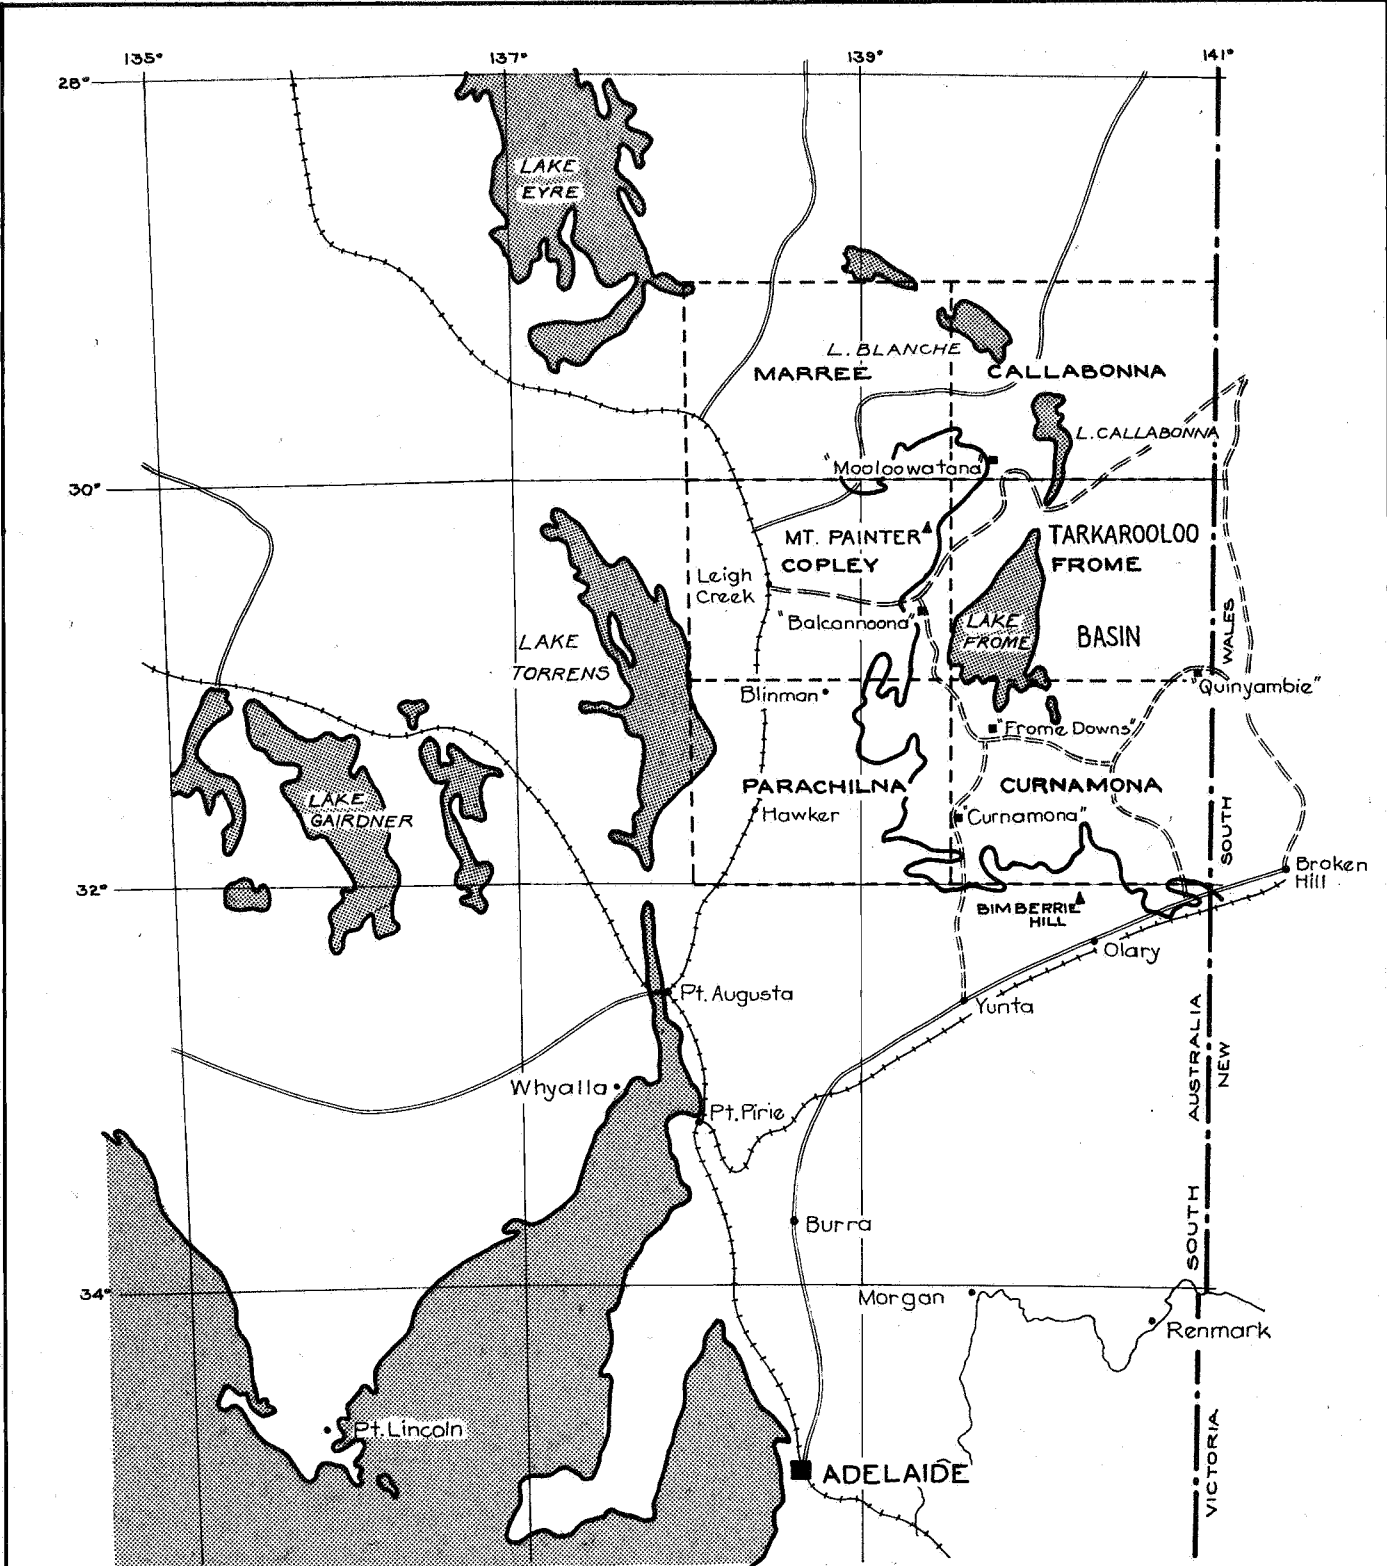 135°
137°
139°
141°
28°
LAKE
EYRE
L. BLANCHE
MARREE
CALLABONNA
L. CALLABONNA
"Mooloowatana"
30°
MT. PAINTER
COPLEY
TARKAROOLOO
FROME
Leigh
Creek
"Balcannoona"
LAKE
FROME
BASIN
LAKE
TORRENS
Blinman
"Quinyambie"
"Frome Downs"
PARACHILNA
CURNAMONA
LAKE
GAIRDNER
Hawker
"Curnamona"
32°
Broken
Hill
BIMBERRIE
HILL
Olary
Pt. Augusta
Yunta
Whyalla
Pt. Pirie
SOUTH AUSTRALIA
NEW SOUTH WALES
Burra
34°
Morgan
Renmark
Pt. Lincoln
ADELAIDE
VICTORIA